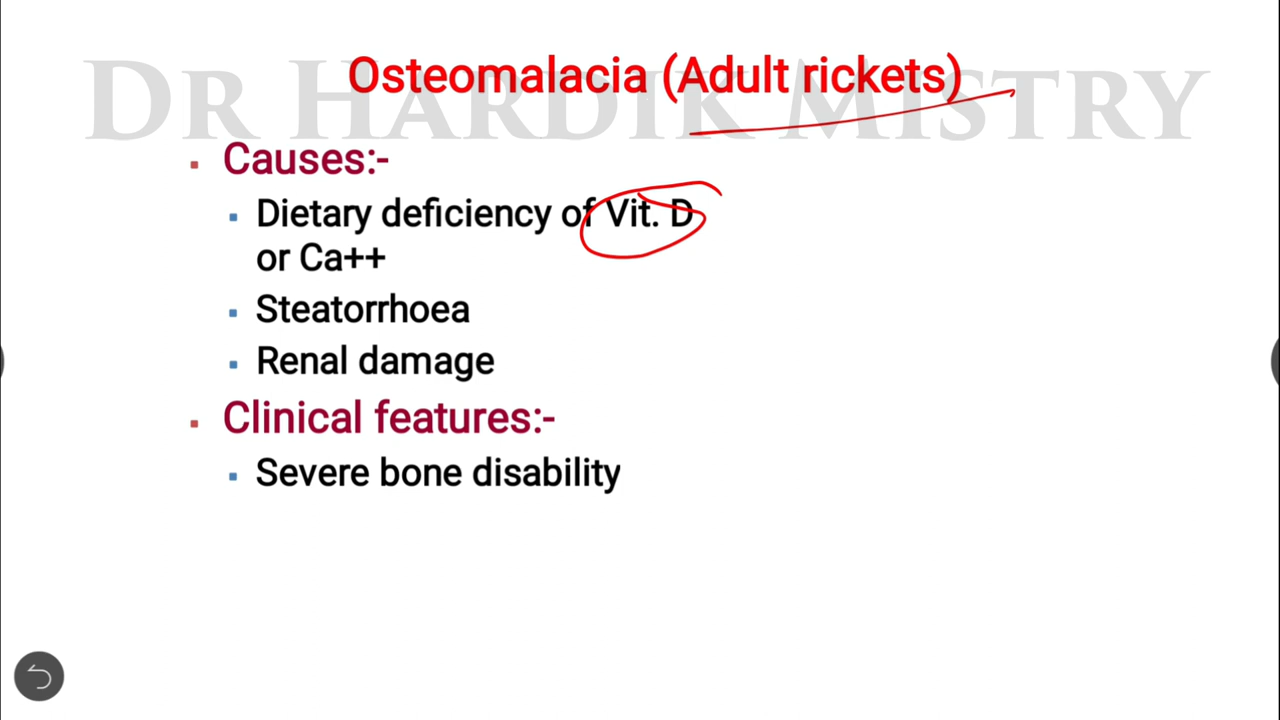 DR HARDIK MISTRY
Osteomalacia (Adult rickets)
Causes:-
Dietary deficiency of Vit. D
or Ca++
Steatorrhoea
Renal damage
Clinical features:-
Severe bone disability